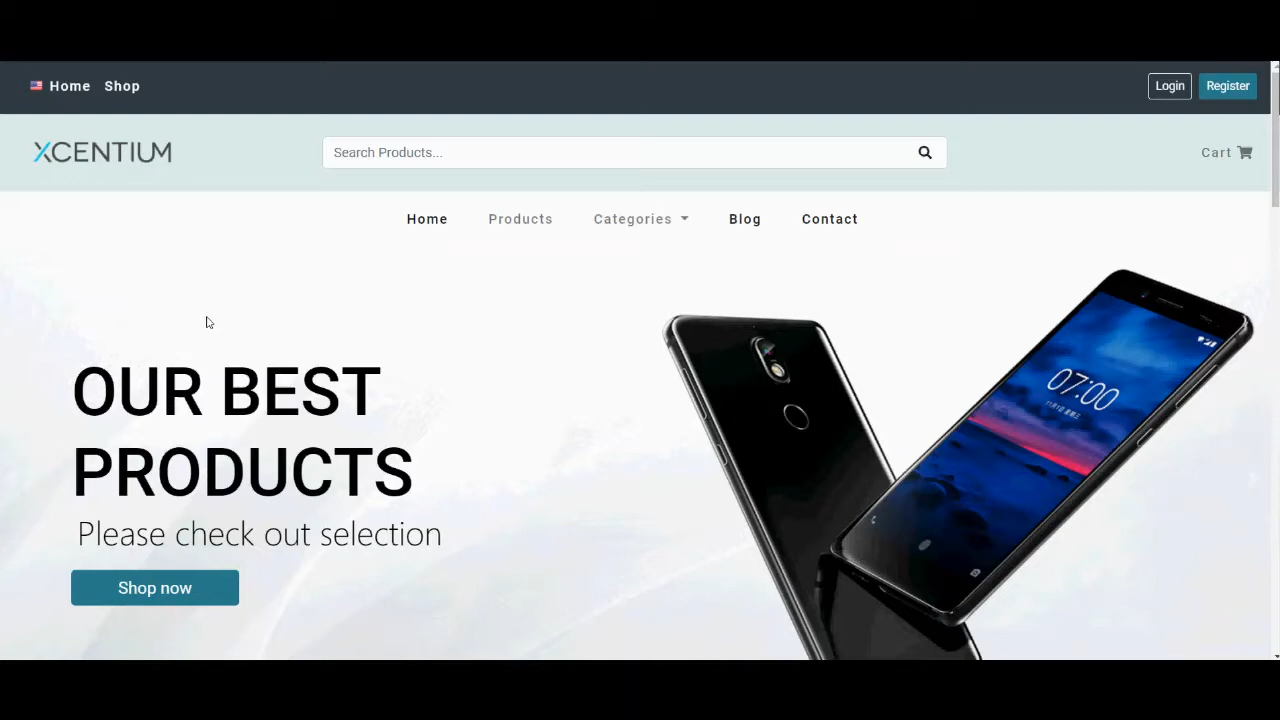 Home Shop
Login Register
XCENTIUM
Search Products...
Cart
Home Products Categories Blog Contact
OUR BEST
PRODUCTS
Please check out selection
Shop now
07:00